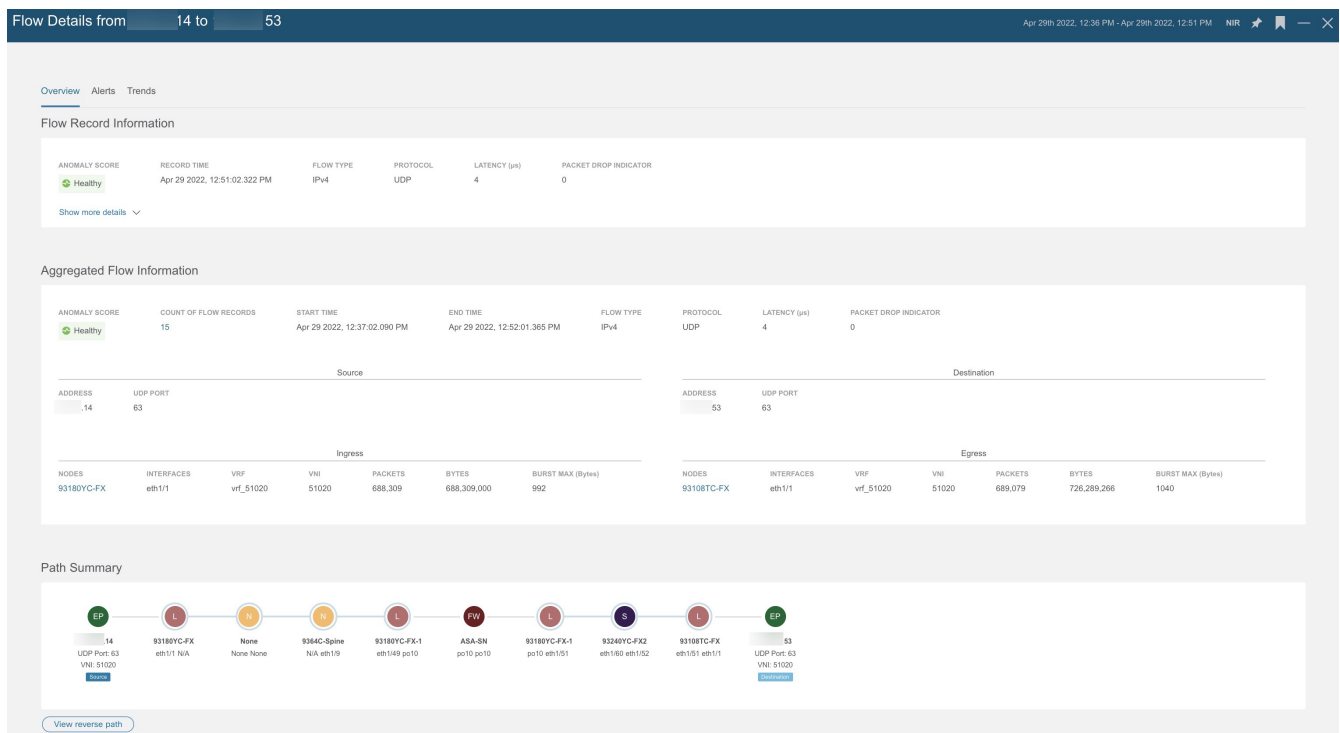 Flow Details from 14 to 53
Apr 29th 2022, 12:36 PM - Apr 29th 2022, 12:51 PM NIR
Overview Alerts Trends
Flow Record Information
ANOMALY SCORE RECORD TIME FLOW TYPE PROTOCOL LATENCY (μs) PACKET DROP INDICATOR
Healthy Apr 29 2022, 12:51:02.322 PM IPv4 UDP 4 0
Show more details
Aggregated Flow Information
ANOMALY SCORE COUNT OF FLOW RECORDS START TIME END TIME FLOW TYPE PROTOCOL LATENCY (μs) PACKET DROP INDICATOR
Healthy 15 Apr 29 2022, 12:37:02.090 PM Apr 29 2022, 12:52:01.365 PM IPv4 UDP 4 0
Source Destination
ADDRESS UDP PORT ADDRESS UDP PORT
.14 63 53 63
Ingress Egress
NODES INTERFACES VRF VNI PACKETS BYTES BURST MAX (Bytes) NODES INTERFACES VRF VNI PACKETS BYTES BURST MAX (Bytes)
93180YC-FX eth1/1 vrf_51020 51020 688,309 688,309,000 992 93108TC-FX eth1/1 vrf_51020 51020 689,079 726,289,266 1040
Path Summary
EP L N N L FW L S L EP
.14 93180YC-FX None 9364C-Spine 93180YC-FX-1 ASA-SN 93180YC-FX-1 93240YC-FX2 93108TC-FX 53
UDP Port: 63 eth1/1 N/A None None N/A eth1/9 eth1/49 po10 po10 po10 po10 eth1/51 eth1/60 eth1/52 eth1/51 eth1/1 UDP Port: 63
VNI: 51020 VNI: 51020
Source Destination
View reverse path